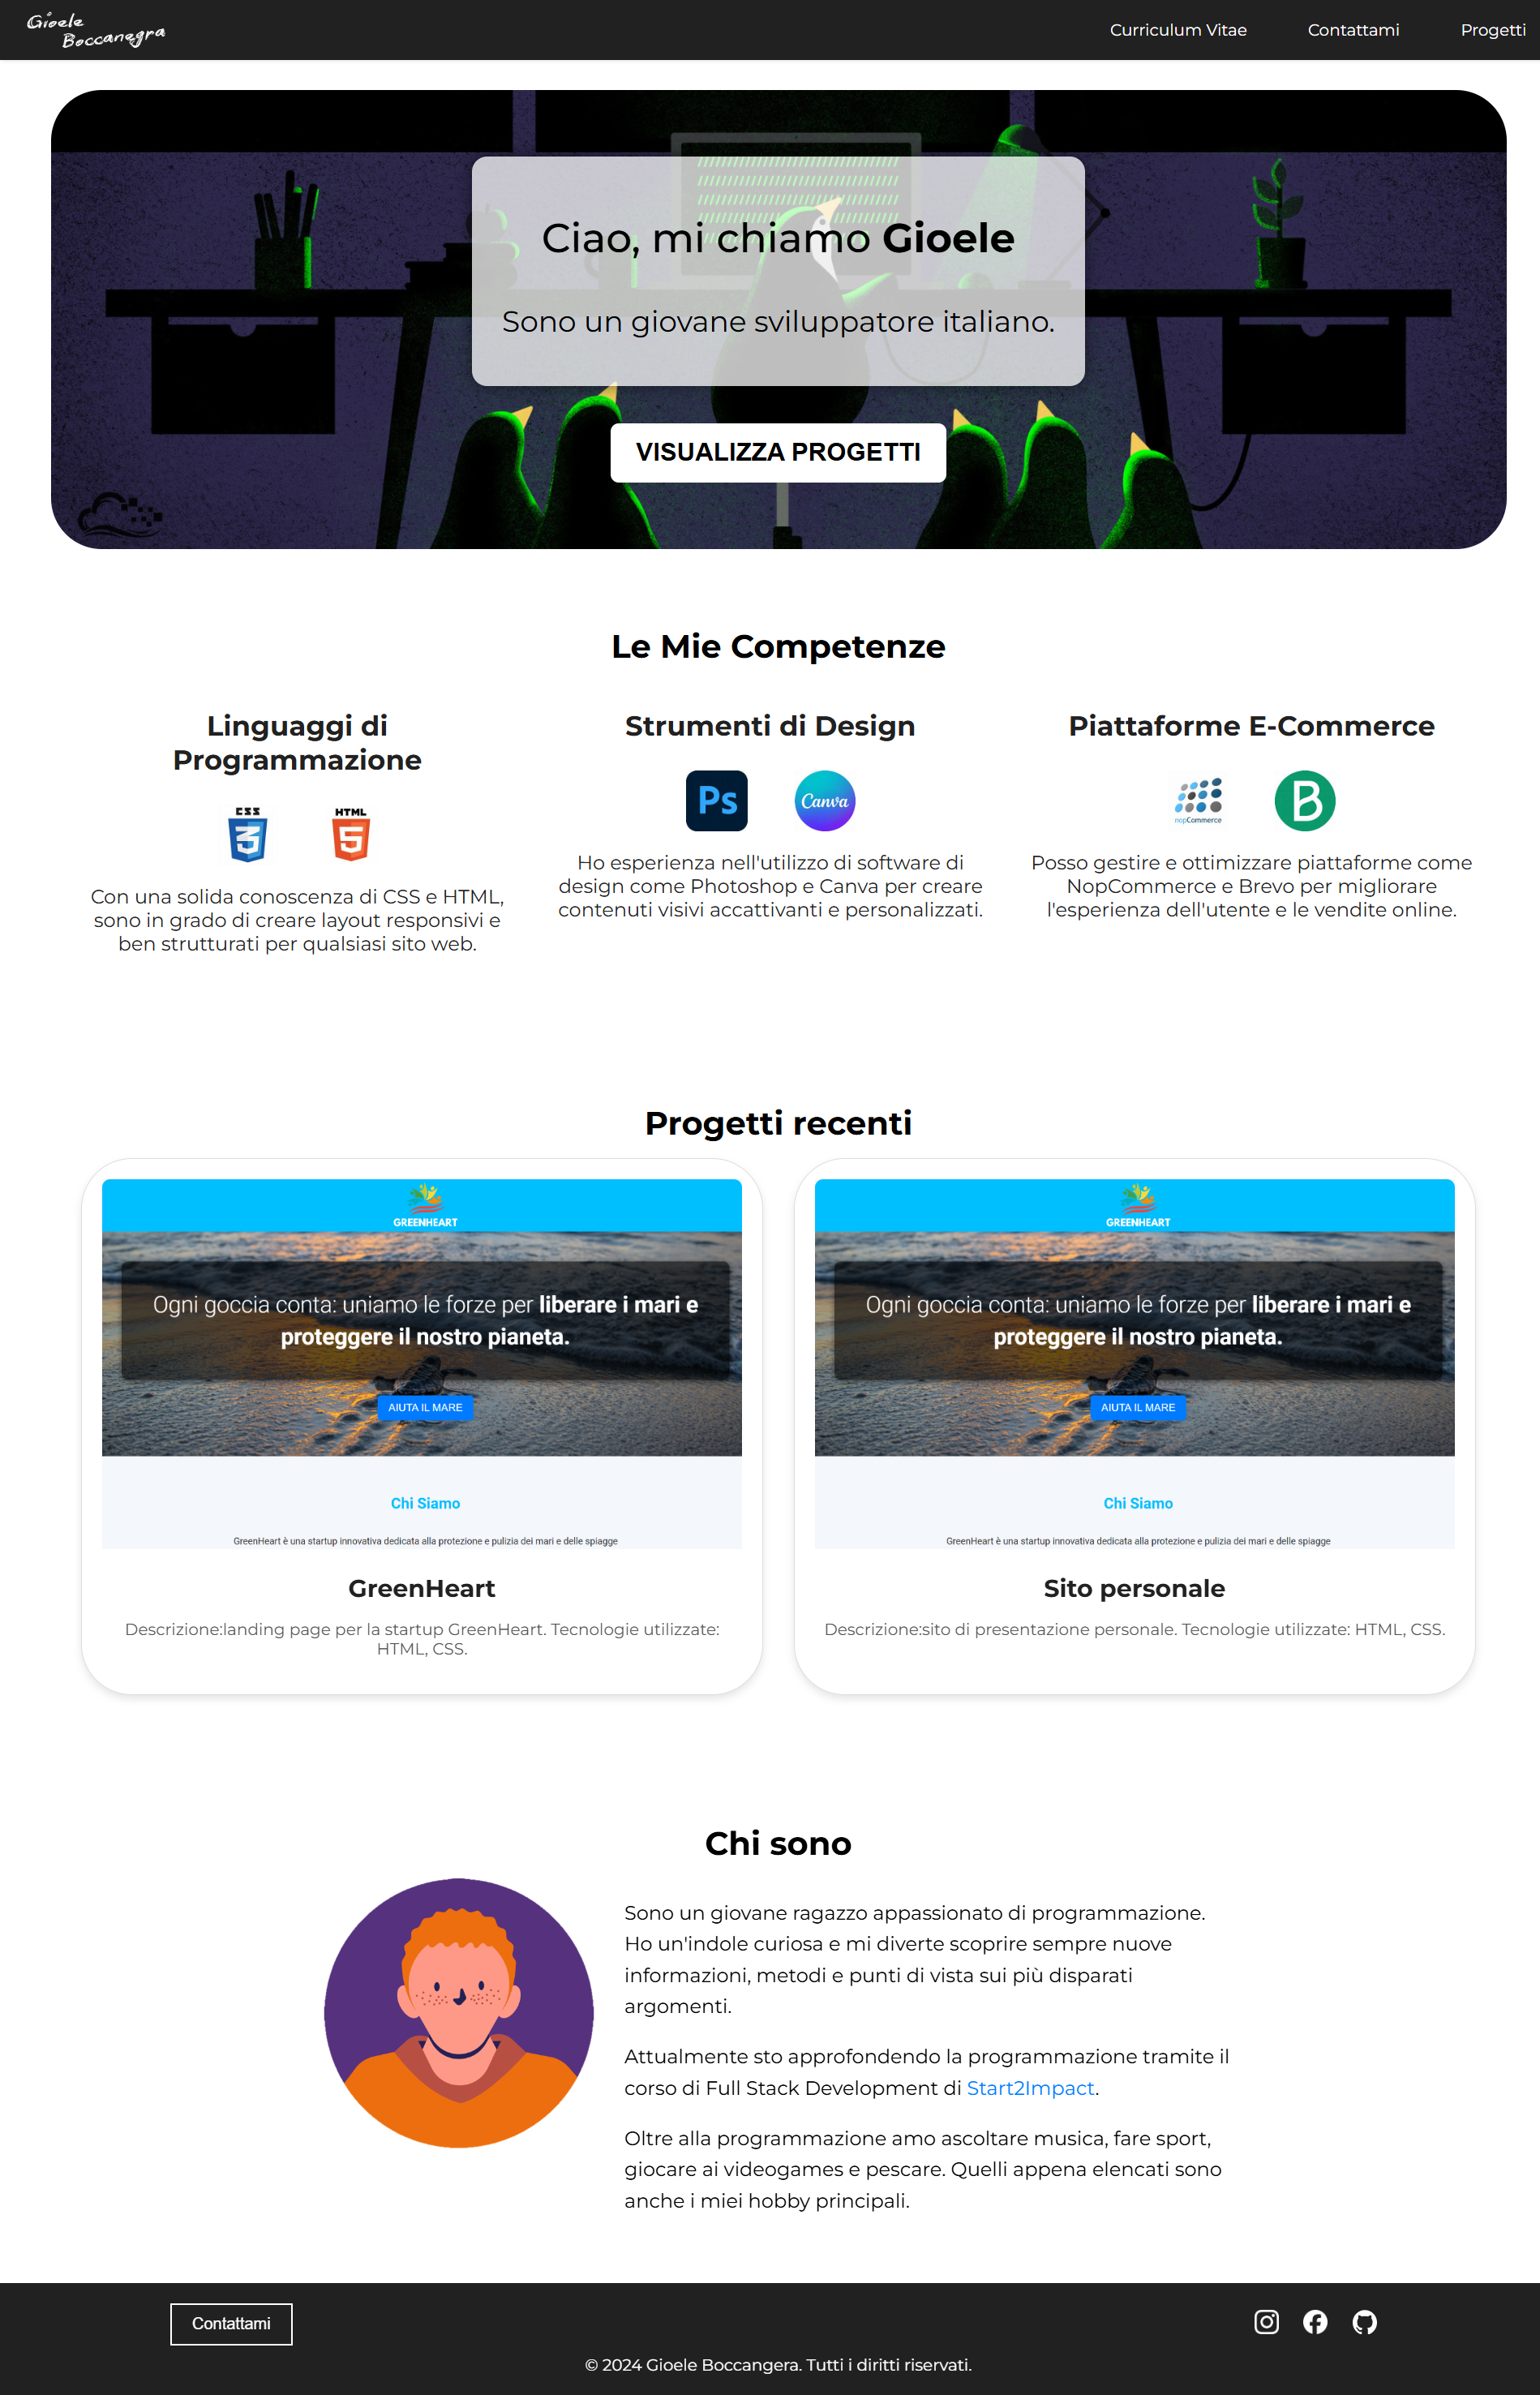 Gioele
Boccanegra
Curriculum Vitae
Contattami
Progetti
Ciao, mi chiamo Gioele
Sono un giovane sviluppatore italiano.
VISUALIZZA PROGETTI
Le Mie Competenze
Linguaggi di
Programmazione
CSS
3
HTML
5
Con una solida conoscenza di CSS e HTML,
sono in grado di creare layout responsivi e
ben strutturati per qualsiasi sito web.
Strumenti di Design
Ps
Canva
Ho esperienza nell'utilizzo di software di
design come Photoshop e Canva per creare
contenuti visivi accattivanti e personalizzati.
Piattaforme E-Commerce
nopCommerce
B
Posso gestire e ottimizzare piattaforme come
NopCommerce e Brevo per migliorare
l'esperienza dell'utente e le vendite online.
Progetti recenti
GREENHEART
Ogni goccia conta: uniamo le forze per liberare i mari e
proteggere il nostro pianeta.
AIUTA IL MARE
Chi Siamo
GreenHeart è una startup innovativa dedicata alla protezione e pulizia dei mari e delle spiagge
GreenHeart
Descrizione:landing page per la startup GreenHeart. Tecnologie utilizzate:
HTML, CSS.
GREENHEART
Ogni goccia conta: uniamo le forze per liberare i mari e
proteggere il nostro pianeta.
AIUTA IL MARE
Chi Siamo
GreenHeart è una startup innovativa dedicata alla protezione e pulizia dei mari e delle spiagge
Sito personale
Descrizione:sito di presentazione personale. Tecnologie utilizzate: HTML, CSS.
Chi sono
Sono un giovane ragazzo appassionato di programmazione.
Ho un'indole curiosa e mi diverte scoprire sempre nuove
informazioni, metodi e punti di vista sui più disparati
argomenti.
Attualmente sto approfondendo la programmazione tramite il
corso di Full Stack Development di Start2Impact.
Oltre alla programmazione amo ascoltare musica, fare sport,
giocare ai videogames e pescare. Quelli appena elencati sono
anche i miei hobby principali.
Contattami
© 2024 Gioele Boccangera. Tutti i diritti riservati.